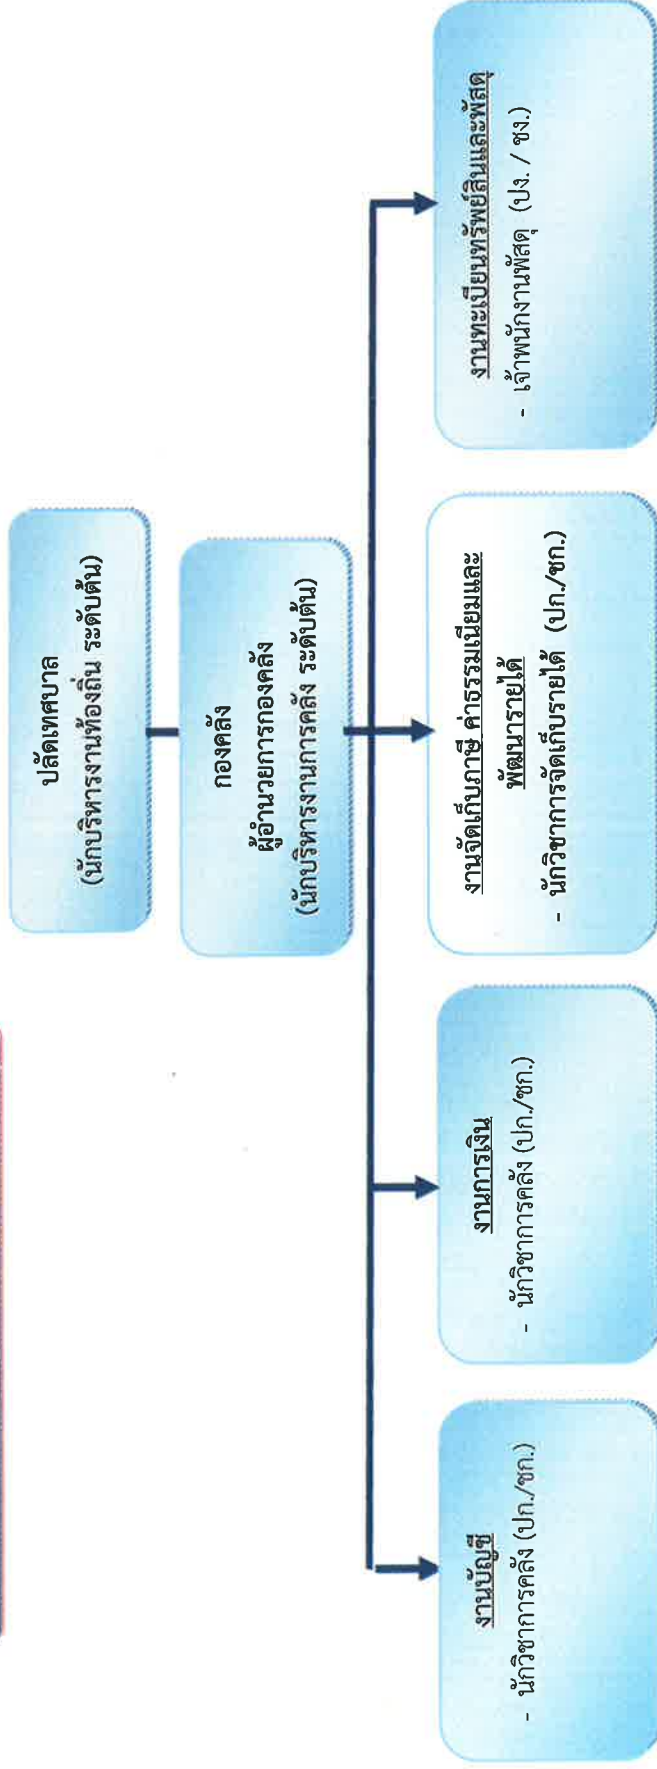 ปลัดเทศบาล
(นักบริหารงานท้องถิ่น ระดับต้น)
กองคลัง
ผู้อำนวยการกองคลัง
(นักบริหารงานการคลัง ระดับต้น)
งานบัญชี
- นักวิชาการคลัง (ปก./ชก.)
งานการเงิน
- นักวิชาการคลัง (ปก./ชก.)
งานจัดเก็บภาษี ค่าธรรมเนียมและ
พัฒนารายได้
- นักวิชาการจัดเก็บรายได้ (ปก./ชก.)
งานทะเบียนทรัพย์สินและพัสดุ
- เจ้าพนักงานพัสดุ (ปง. / ชง.)